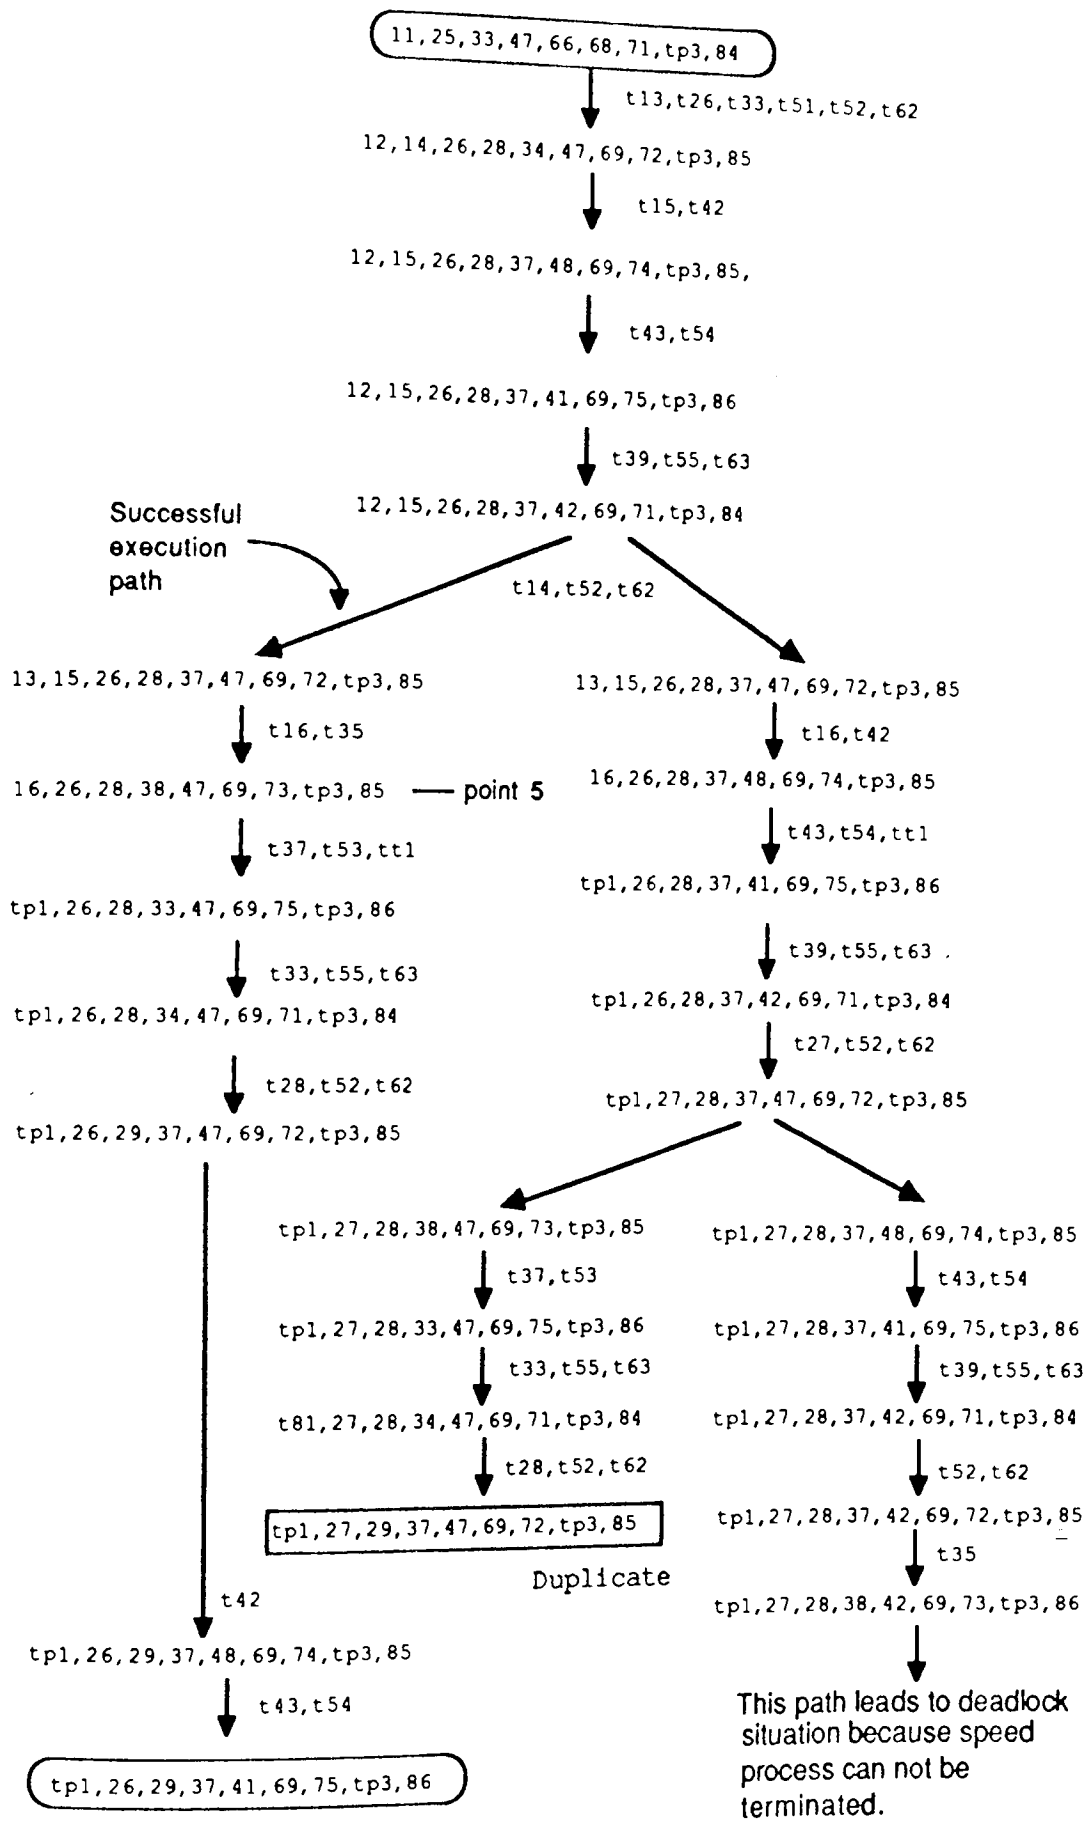 11,25,33,47,66,68,71,tp3,84
t13,t26,t33,t51,t52,t62
12,14,26,28,34,47,69,72,tp3,85
t15,t42
12,15,26,28,37,48,69,74,tp3,85,
t43,t54
12,15,26,28,37,41,69,75,tp3,86
t39,t55,t63
12,15,26,28,37,42,69,71,tp3,84
Successful
execution
path
t14,t52,t62
13,15,26,28,37,47,69,72,tp3,85
t16,t35
16,26,28,38,47,69,73,tp3,85 — point 5
t37,t53,tt1
tp1,26,28,33,47,69,75,tp3,86
t33,t55,t63
tp1,26,28,34,47,69,71,tp3,84
t28,t52,t62
tp1,26,29,37,47,69,72,tp3,85
t42
tp1,26,29,37,48,69,74,tp3,85
t43,t54
tp1,26,29,37,41,69,75,tp3,86
13,15,26,28,37,47,69,72,tp3,85
t16,t42
16,26,28,37,48,69,74,tp3,85
t43,t54,tt1
tp1,26,28,37,41,69,75,tp3,86
t39,t55,t63
tp1,26,28,37,42,69,71,tp3,84
t27,t52,t62
tp1,27,28,37,47,69,72,tp3,85
tp1,27,28,38,47,69,73,tp3,85
t37,t53
tp1,27,28,33,47,69,75,tp3,86
t33,t55,t63
t81,27,28,34,47,69,71,tp3,84
t28,t52,t62
tp1,27,29,37,47,69,72,tp3,85
Duplicate
tp1,27,28,37,48,69,74,tp3,85
t43,t54
tp1,27,28,37,41,69,75,tp3,86
t39,t55,t63
tp1,27,28,37,42,69,71,tp3,84
t52,t62
tp1,27,28,37,42,69,72,tp3,85
t35
tp1,27,28,38,42,69,73,tp3,86
This path leads to deadlock
situation because speed
process can not be
terminated.